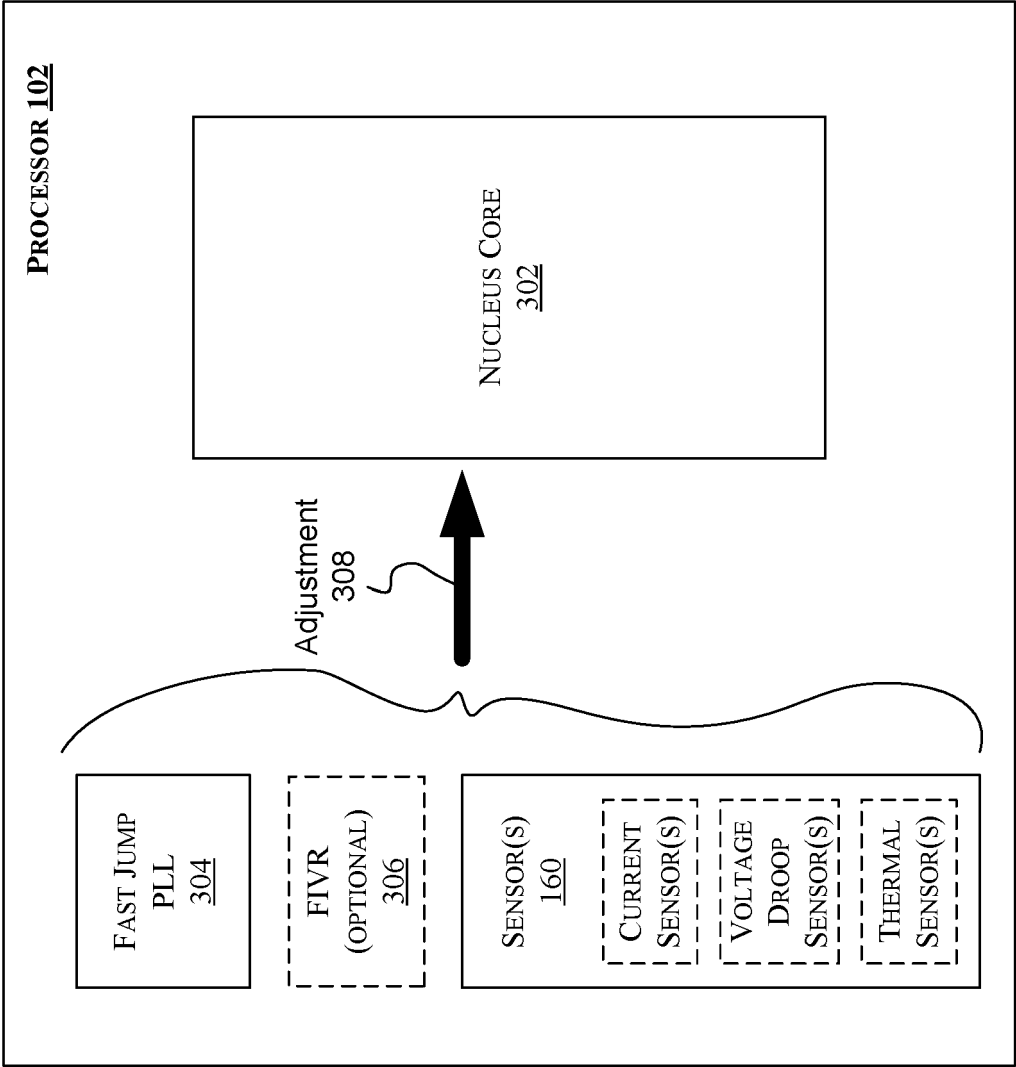 PROCESSOR 102
FAST JUMP
PLL
304
FIVR
(OPTIONAL)
306
SENSOR(S)
160
CURRENT
SENSOR(S)
VOLTAGE
DROOP
SENSOR(S)
THERMAL
SENSOR(S)
Adjustment
308
NUCLEUS CORE
302